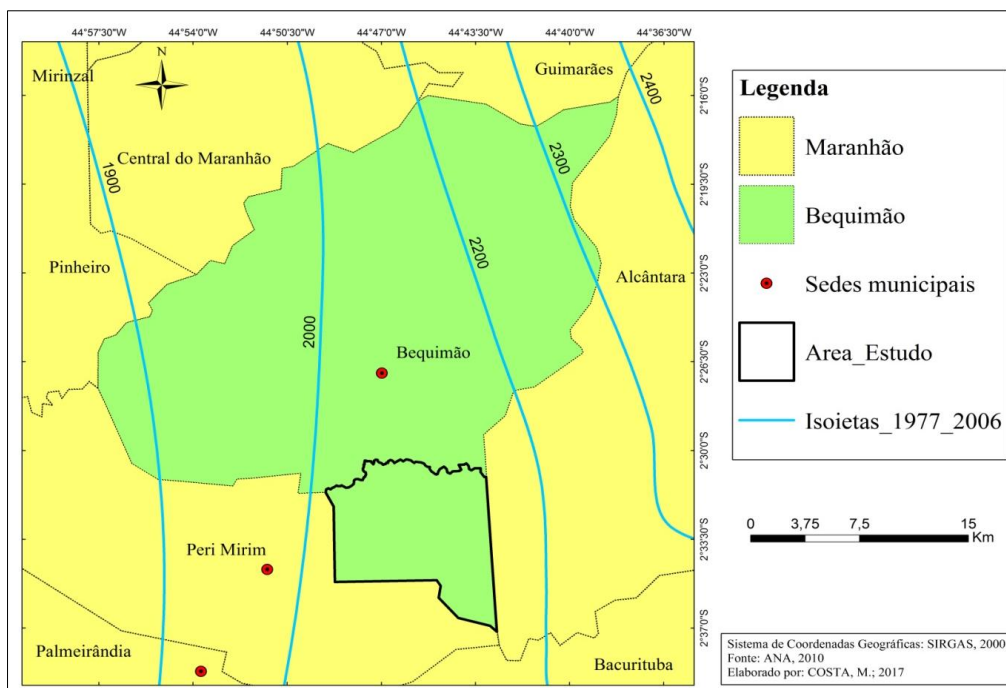 44°57'30"O 44°54'0"O 44°50'30"O 44°47'0"O 44°43'30"O 44°40'0"O 44°36'30"O
N
Mirinzal
Guimarães
2400
2°16'0"S
Central do Maranhão
1900
2300
2°19'30"S
2200
Pinheiro
Alcântara
2°23'0"S
2000
Bequimão
2°26'30"S
2°30'0"S
Peri Mirim
2°33'30"S
2°37'0"S
Palmeirândia
Bacurituba
Legenda
Maranhão
Bequimão
Sedes municipais
Area_Estudo
Isoietas_1977_2006
0 3,75 7,5 15
Km
Sistema de Coordenadas Geográficas: SIRGAS, 2000
Fonte: ANA, 2010
Elaborado por: COSTA, M.; 2017